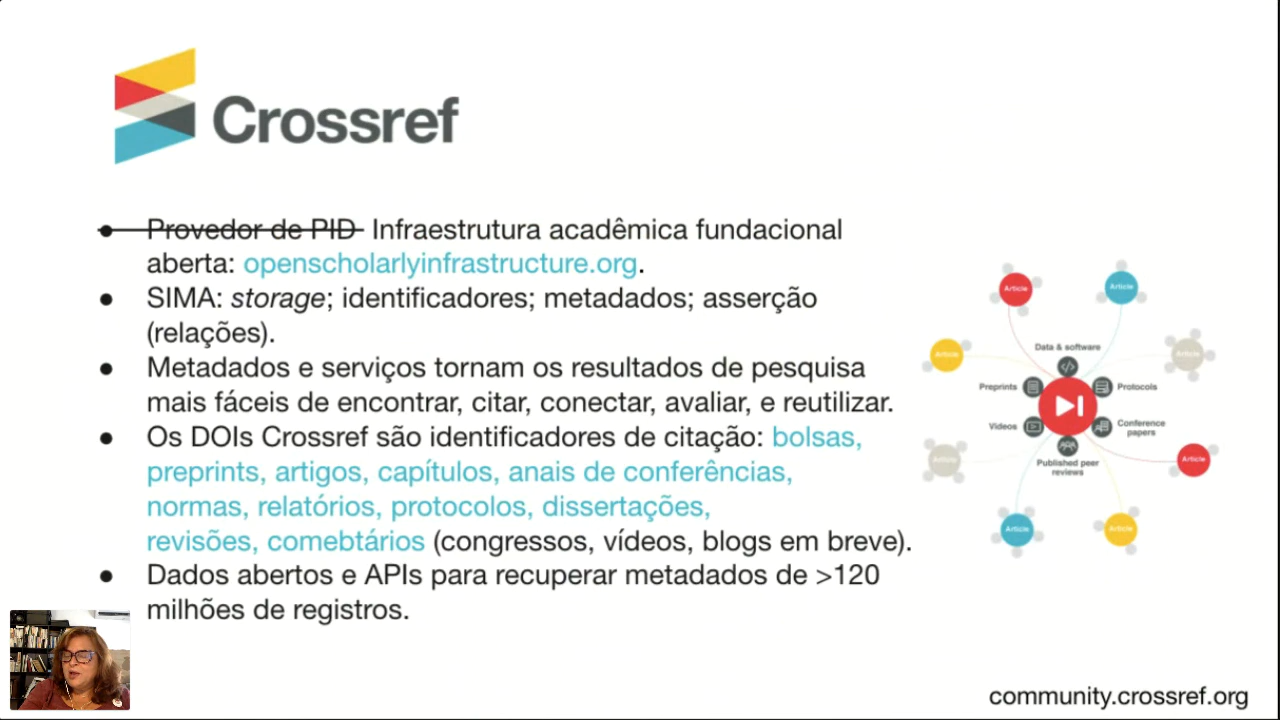 Crossref
● Provedor de PID Infraestrutura acadêmica fundacional
aberta: openscholarlyinfrastructure.org.
● SIMA: storage; identificadores; metadados; asserção
(relações).
● Metadados e serviços tornam os resultados de pesquisa
mais fáceis de encontrar, citar, conectar, avaliar, e reutilizar.
● Os DOIs Crossref são identificadores de citação: bolsas,
preprints, artigos, capítulos, anais de conferências,
normas, relatórios, protocolos, dissertações,
revisões, comebtários (congressos, vídeos, blogs em breve).
● Dados abertos e APIs para recuperar metadados de >120
milhões de registros.
Article
Article
Article
Article
Data & software
Preprints
Protocols
Videos
Conference
papers
Published peer
reviews
Article
Article
Article
Article
community.crossref.org